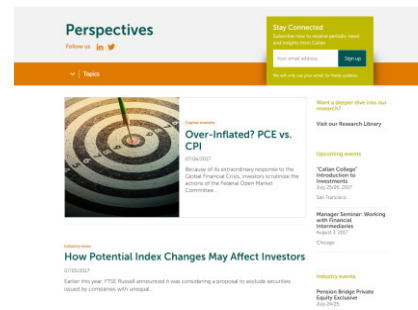 Perspectives
Follow us
Stay Connected
Subscribe now to receive periodic news
and insights from Callan
Your email address
Sign up
We will only use your email for these updates
Topics
Capital markets
Over-Inflated? PCE vs.
CPI
07/06/2017
Because of its extraordinary response to the
Global Financial Crisis, investors scrutinize the
actions of the Federal Open Market
Committee...
Want a deeper dive into our
research?
Visit our Research Library
Upcoming events
"Callan College"
Introduction to
Investments
July 25/26, 2017
San Francisco
Manager Seminar: Working
with Financial
Intermediaries
August 1, 2017
Chicago
Industry news
How Potential Index Changes May Affect Investors
07/05/2017
Earlier this year, FTSE Russell announced it was considering a proposal to exclude securities
issued by companies with unequal...
Industry events
Pension Bridge Private
Equity Exclusive
July 24/25